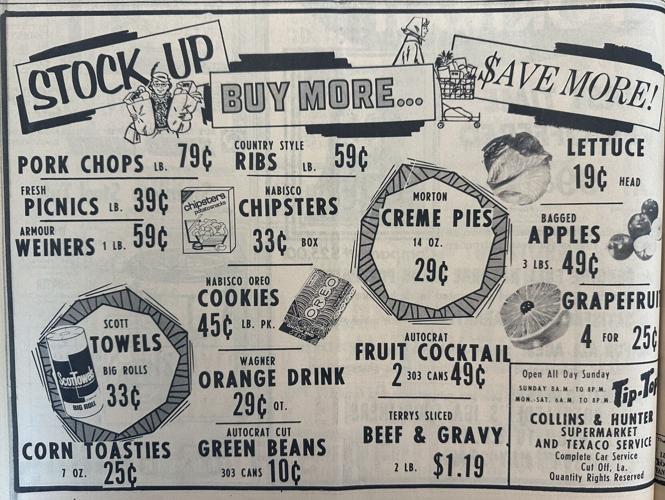 STOCK UP
BUY MORE...
$AVE MORE!
PORK CHOPS LB. 79¢
FRESH
PICNICS LB. 39¢
ARMOUR
WEINERS 1 LB. 59¢
COUNTRY STYLE
RIBS LB. 59¢
chipsters
potato snacks
NABISCO
CHIPSTERS
33¢ BOX
MORTON
CREME PIES
14 OZ.
29¢
LETTUCE
19¢ HEAD
BAGGED
APPLES
3 LBS. 49¢
GRAPEFRUIT
4 FOR 25¢
SCOTT
TOWELS
BIG ROLLS
33¢
ScotTowels
BIG ROLL
NABISCO OREO
COOKIES
45¢ LB. PK.
OREO
WAGNER
ORANGE DRINK
29¢ QT.
AUTOCRAT
FRUIT COCKTAIL
2 303 CANS 49¢
CORN TOASTIES
7 OZ. 25¢
AUTOCRAT CUT
GREEN BEANS
303 CANS 10¢
TERRYS SLICED
BEEF & GRAVY
2 LB. $1.19
Open All Day Sunday
SUNDAY 8 A.M. TO 8 P.M.
MON.-SAT. 6 A.M. TO 8 P.M.
Tip-Top
COLLINS & HUNTER
SUPERMARKET
AND TEXACO SERVICE
Complete Car Service
Cut Off, La.
Quantity Rights Reserved